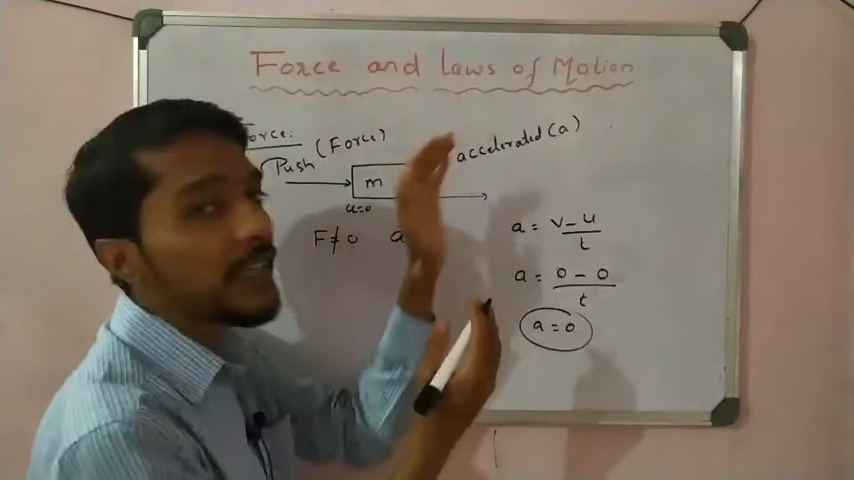 Force and Laws of Motion
Force:
Push (Force) accelerated (a)
m
u=0
F≠0 a
a = v-u/t
a = 0-0/t
a = 0